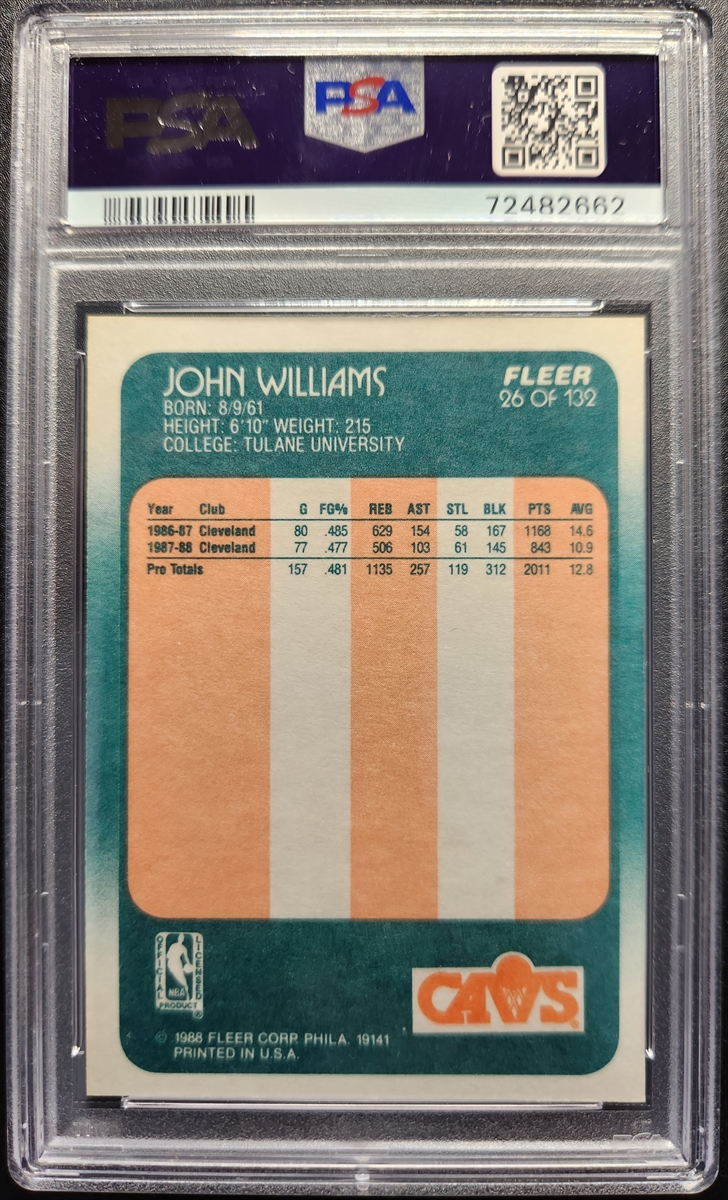 PSA PSA
72482662
JOHN WILLIAMS
BORN: 8/9/61
HEIGHT: 6'10" WEIGHT: 215
COLLEGE: TULANE UNIVERSITY
FLEER
26 OF 132
Year Club G FG% REB AST STL BLK PTS AVG
1986-87 Cleveland 80 .485 629 154 58 167 1168 14.6
1987-88 Cleveland 77 .477 506 103 61 145 843 10.9
Pro Totals 157 .481 1135 257 119 312 2011 12.8
OFFICIAL
NBA
LICENSED
PRODUCT ®
CAVS
© 1988 FLEER CORP. PHILA. 19141
PRINTED IN U.S.A.